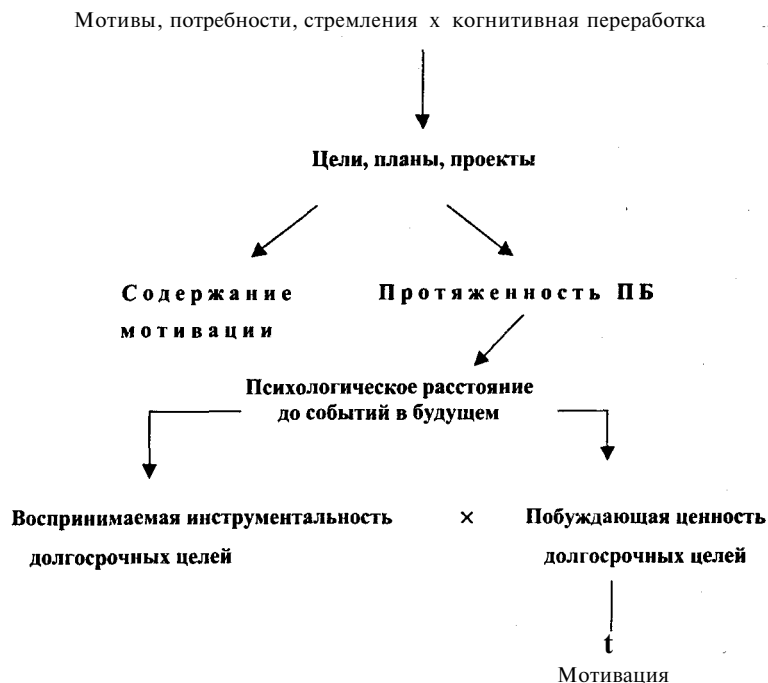 Мотивы, потребности, стремления х когнитивная переработка
Цели, планы, проекты
Содержание
мотивации
Протяженность ПБ
Психологическое расстояние
до событий в будущем
Воспринимаемая инструментальность
долгосрочных целей
×
Побуждающая ценность
долгосрочных целей
t
Мотивация